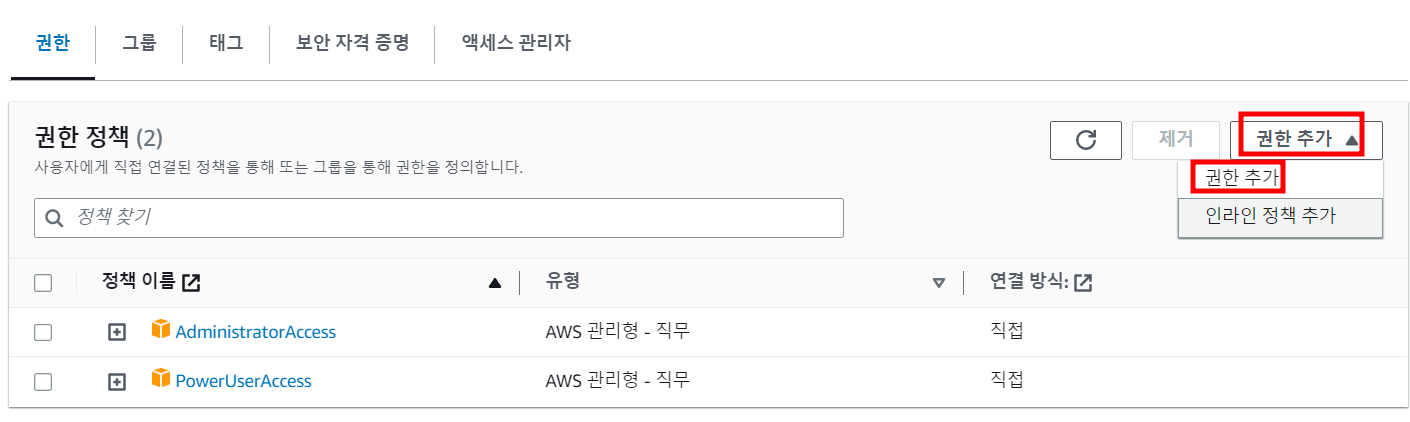 권한 그룹 태그 보안 자격 증명 액세스 관리자
권한 정책 (2) 제거 권한 추가
사용자에게 직접 연결된 정책을 통해 또는 그룹을 통해 권한을 정의합니다.
권한 추가
정책 찾기 인라인 정책 추가
정책 이름 유형 연결 방식:
AdministratorAccess AWS 관리형 - 직무 직접
PowerUserAccess AWS 관리형 - 직무 직접